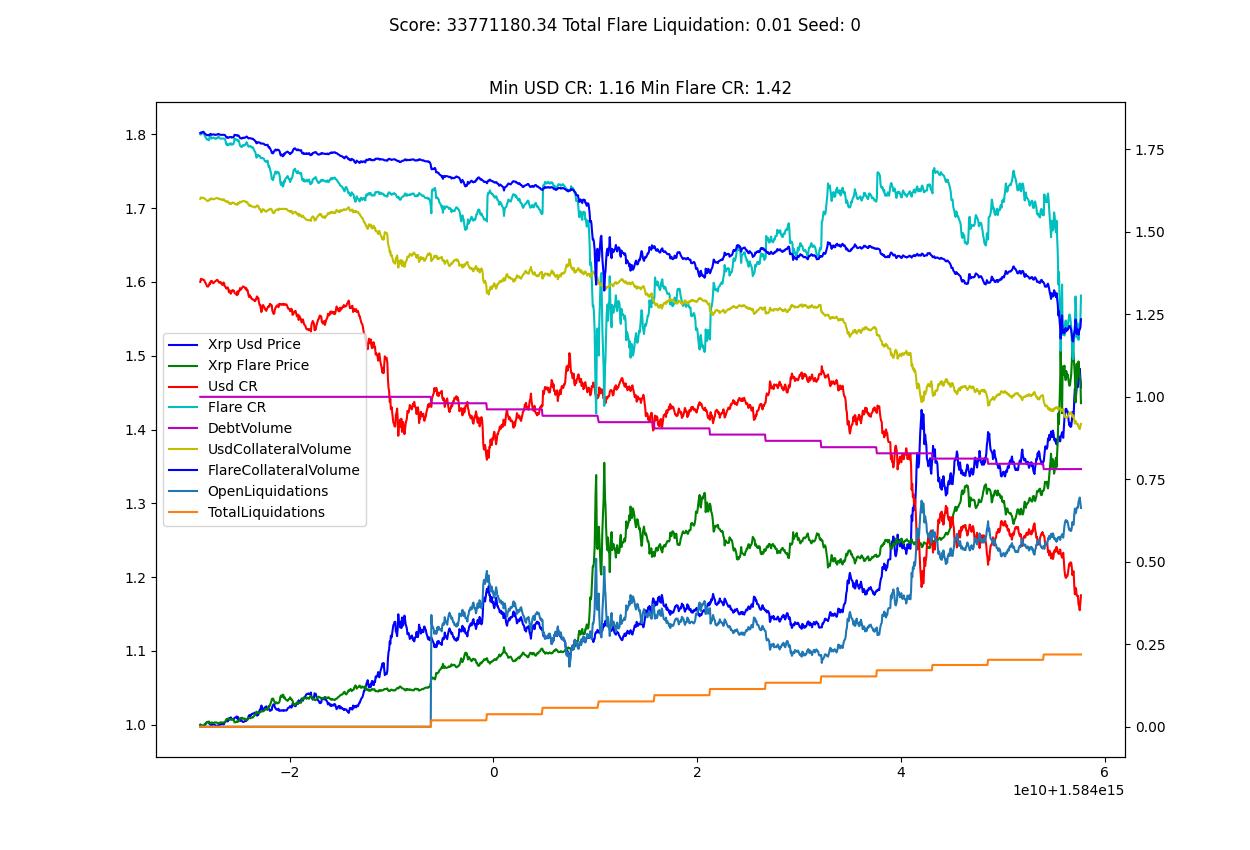 Score: 33771180.34 Total Flare Liquidation: 0.01 Seed: 0
Min USD CR: 1.16 Min Flare CR: 1.42
1.8
1.7
1.6
1.5
1.4
1.3
1.2
1.1
1.0
1.75
1.50
1.25
1.00
0.75
0.50
0.25
0.00
Xrp Usd Price
Xrp Flare Price
Usd CR
Flare CR
DebtVolume
UsdCollateralVolume
FlareCollateralVolume
OpenLiquidations
TotalLiquidations
−2 0 2 4 6
1e10+1.584e15